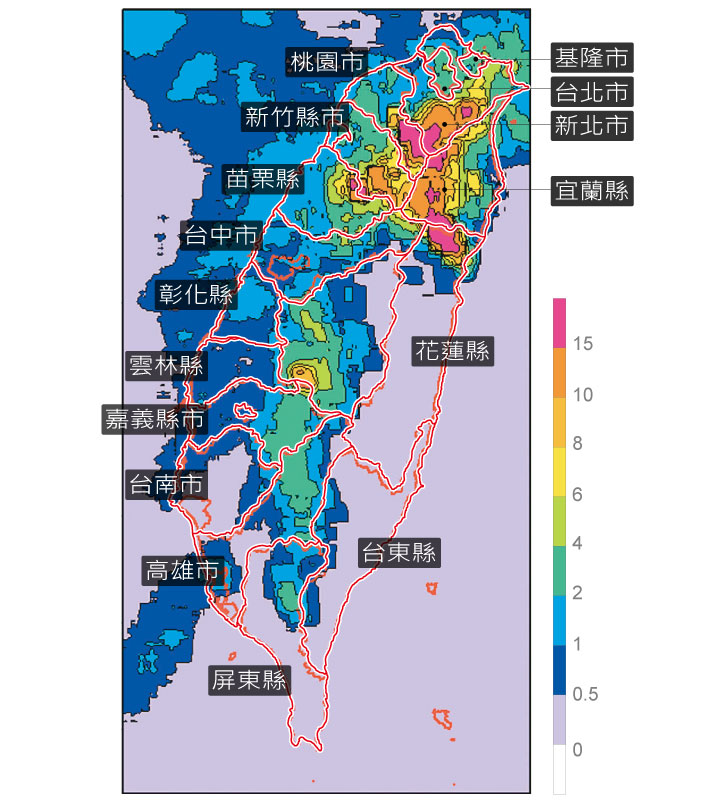 桃園市
基隆市
台北市
新竹縣市
新北市
苗栗縣
宜蘭縣
台中市
彰化縣
15
花蓮縣
雲林縣
10
嘉義縣市
8
台南市
6
4
台東縣
高雄市
2
1
屏東縣
0.5
0